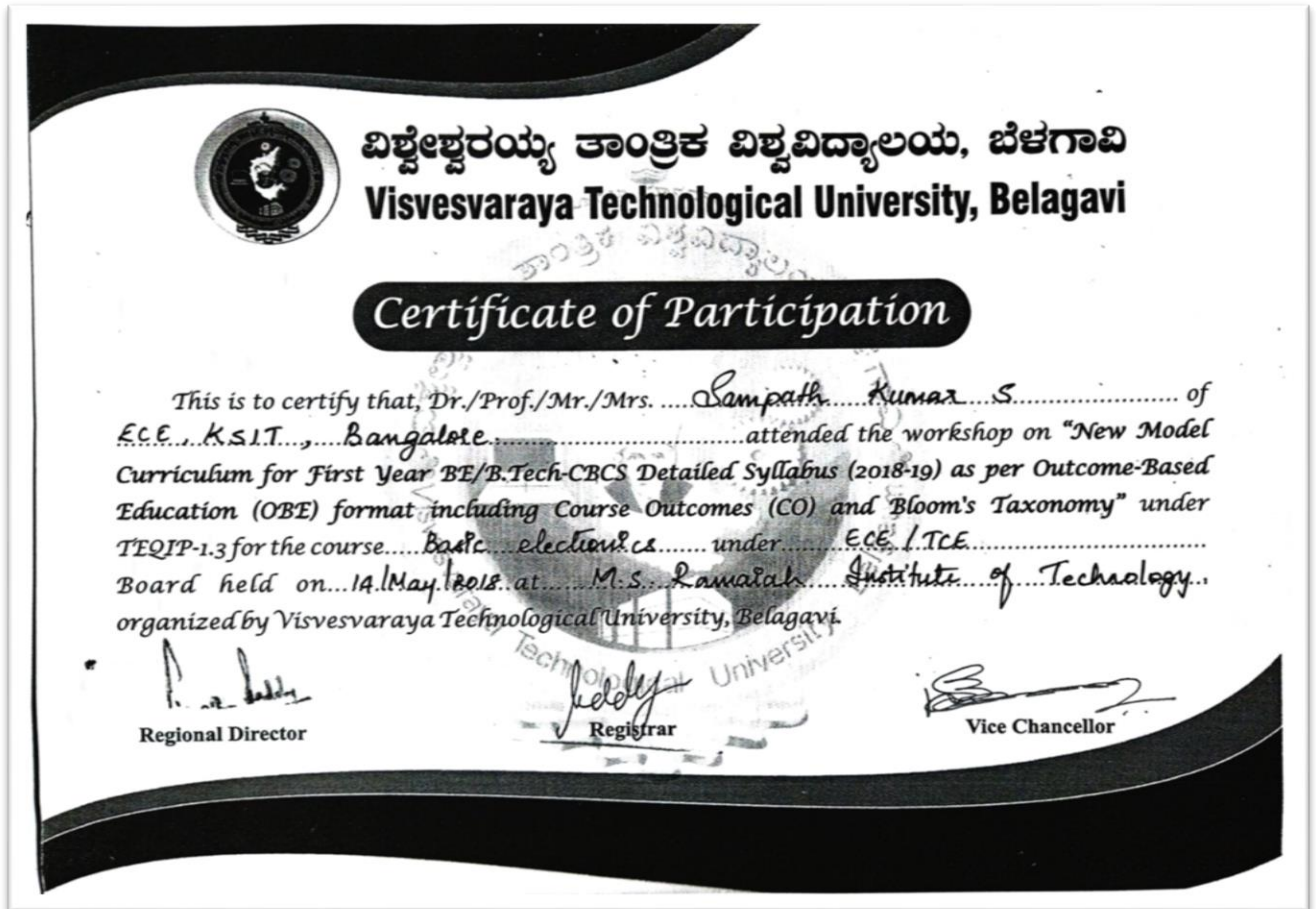 ವಿಶ್ವೇಶ್ವರಯ್ಯ ತಾಂತ್ರಿಕ ವಿಶ್ವವಿದ್ಯಾಲಯ, ಬೆಳಗಾವಿ
Visvesvaraya Technological University, Belagavi
Certificate of Participation
This is to certify that, Dr./Prof./Mr./Mrs. .....Sampath.....Kumar S........................ of
ECE, KSIT, Bangalore..............................attended the workshop on "New Model
Curriculum for First Year BE/B.Tech-CBCS Detailed Syllabus (2018-19) as per Outcome-Based
Education (OBE) format including Course Outcomes (CO) and Bloom's Taxonomy" under
TEQIP-1.3 for the course.....Basic electronics....... under.......ECE / TCE..............................
Board held on...14/May/2018 at......M.S. Ramaiah....Institute of Technology..
organized by Visvesvaraya Technological University, Belagavi.
Regional Director
Registrar
Vice Chancellor